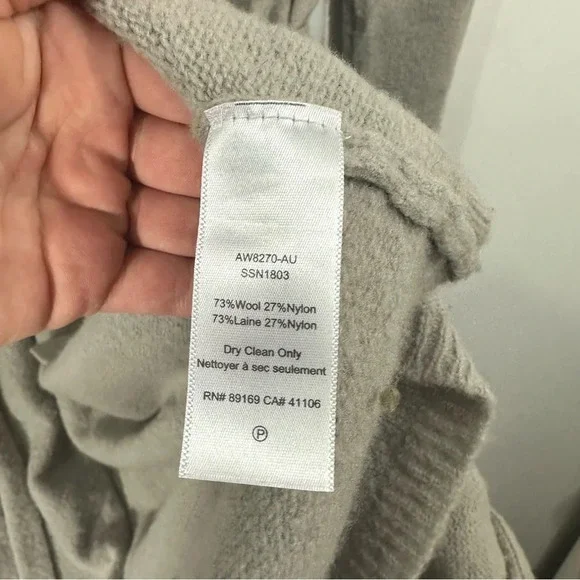 AW8270-AU
SSN1803
73%Wool 27%Nylon
73%Laine 27%Nylon
Dry Clean Only
Nettoyer à sec seulement
RN# 89169 CA# 41106
P